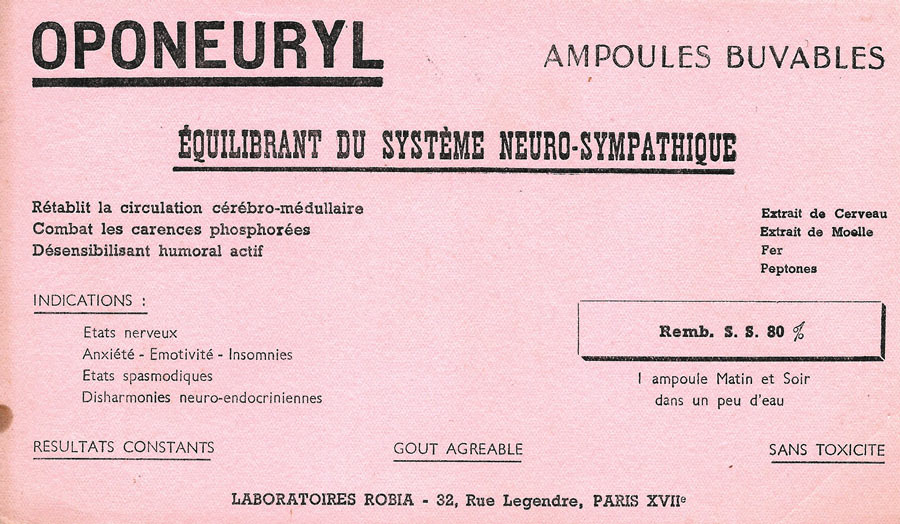 OPONEURYL
AMPOULES BUVABLES
ÉQUILIBRANT DU SYSTÈME NEURO-SYMPATHIQUE
Rétablit la circulation cérébro-médullaire
Combat les carences phosphorées
Désensibilisant humoral actif
Extrait de Cerveau
Extrait de Moelle
Fer
Peptones
INDICATIONS :
Etats nerveux
Anxiété - Emotivité - Insomnies
Etats spasmodiques
Disharmonies neuro-endocriniennes
Remb. S. S. 80 %
1 ampoule Matin et Soir
dans un peu d'eau
RESULTATS CONSTANTS
GOUT AGREABLE
SANS TOXICITE
LABORATOIRES ROBIA - 32, Rue Legendre, PARIS XVIIe